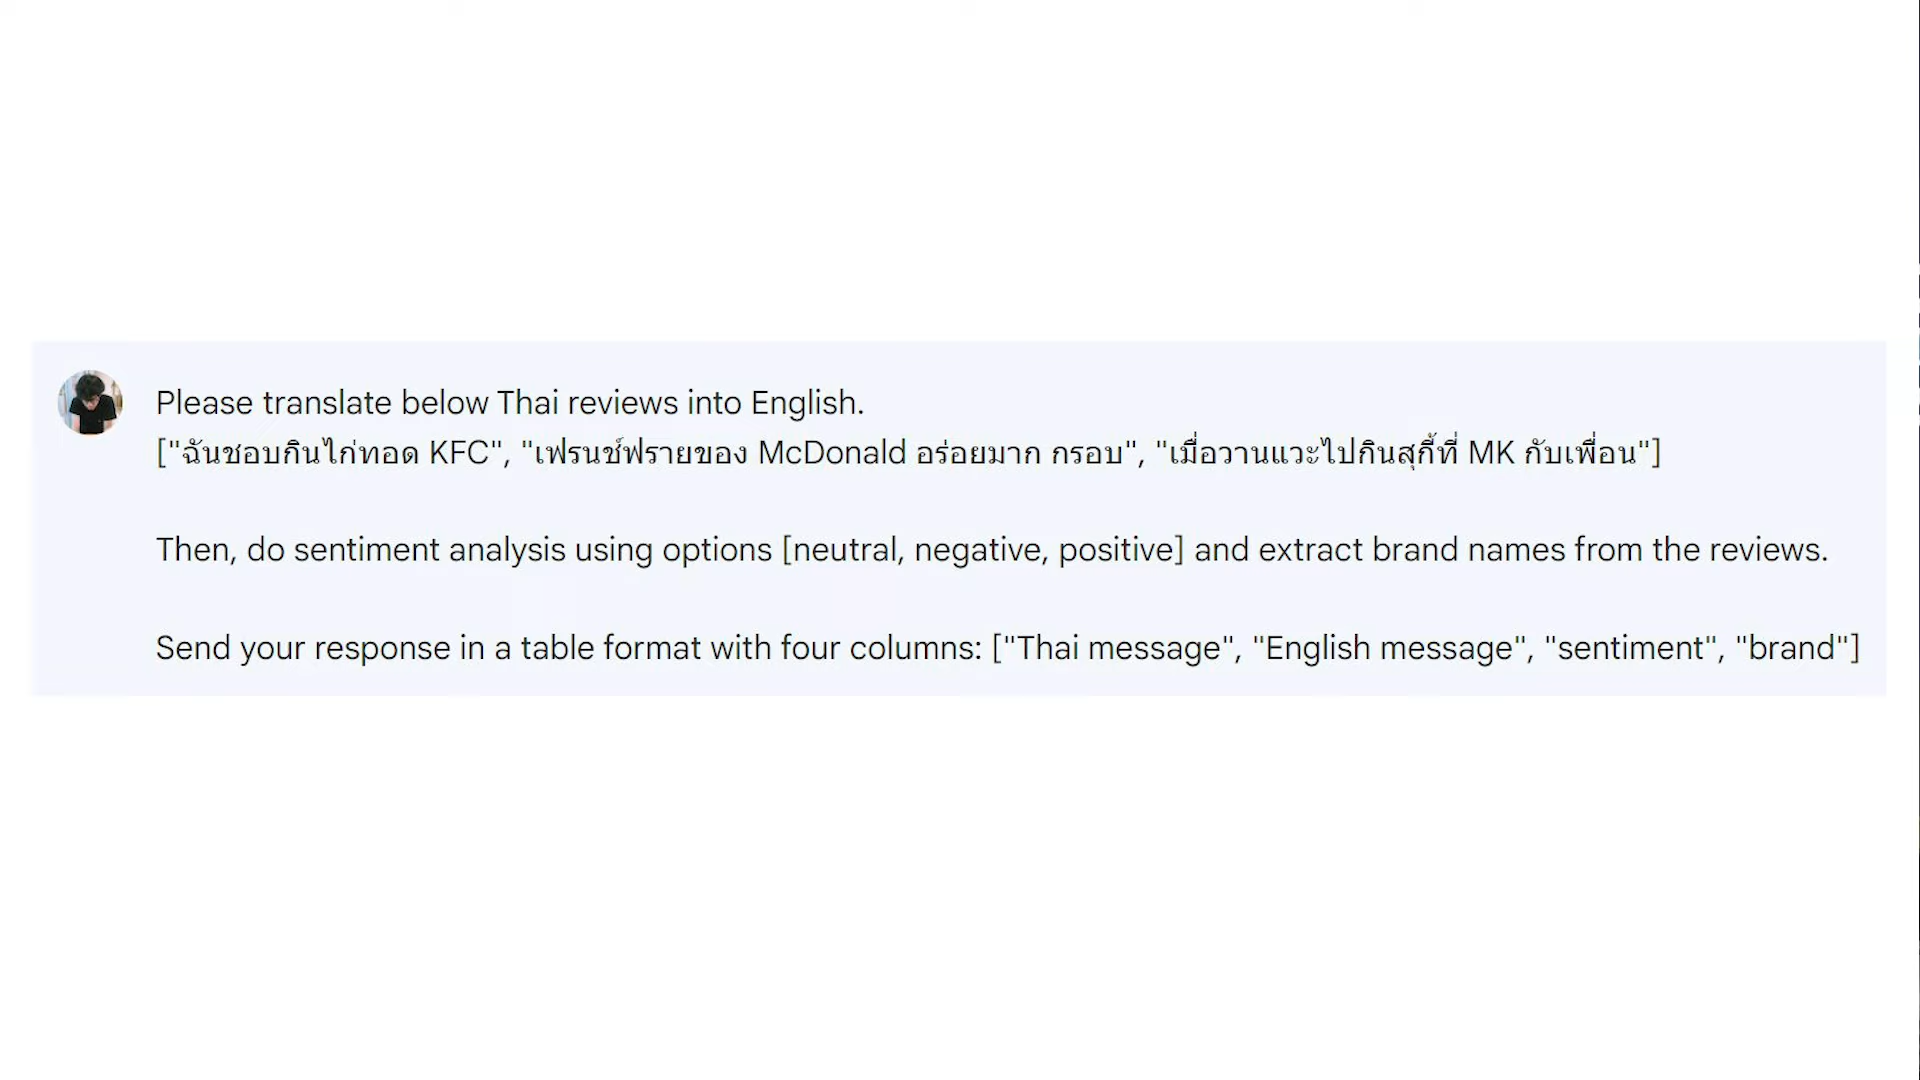 Please translate below Thai reviews into English.
["ฉันชอบกินไก่ทอด KFC", "เฟรนช์ฟรายของ McDonald อร่อยมาก กรอบ", "เมื่อวานแวะไปกินสุกี้ที่ MK กับเพื่อน"]
Then, do sentiment analysis using options [neutral, negative, positive] and extract brand names from the reviews.
Send your response in a table format with four columns: ["Thai message", "English message", "sentiment", "brand"]